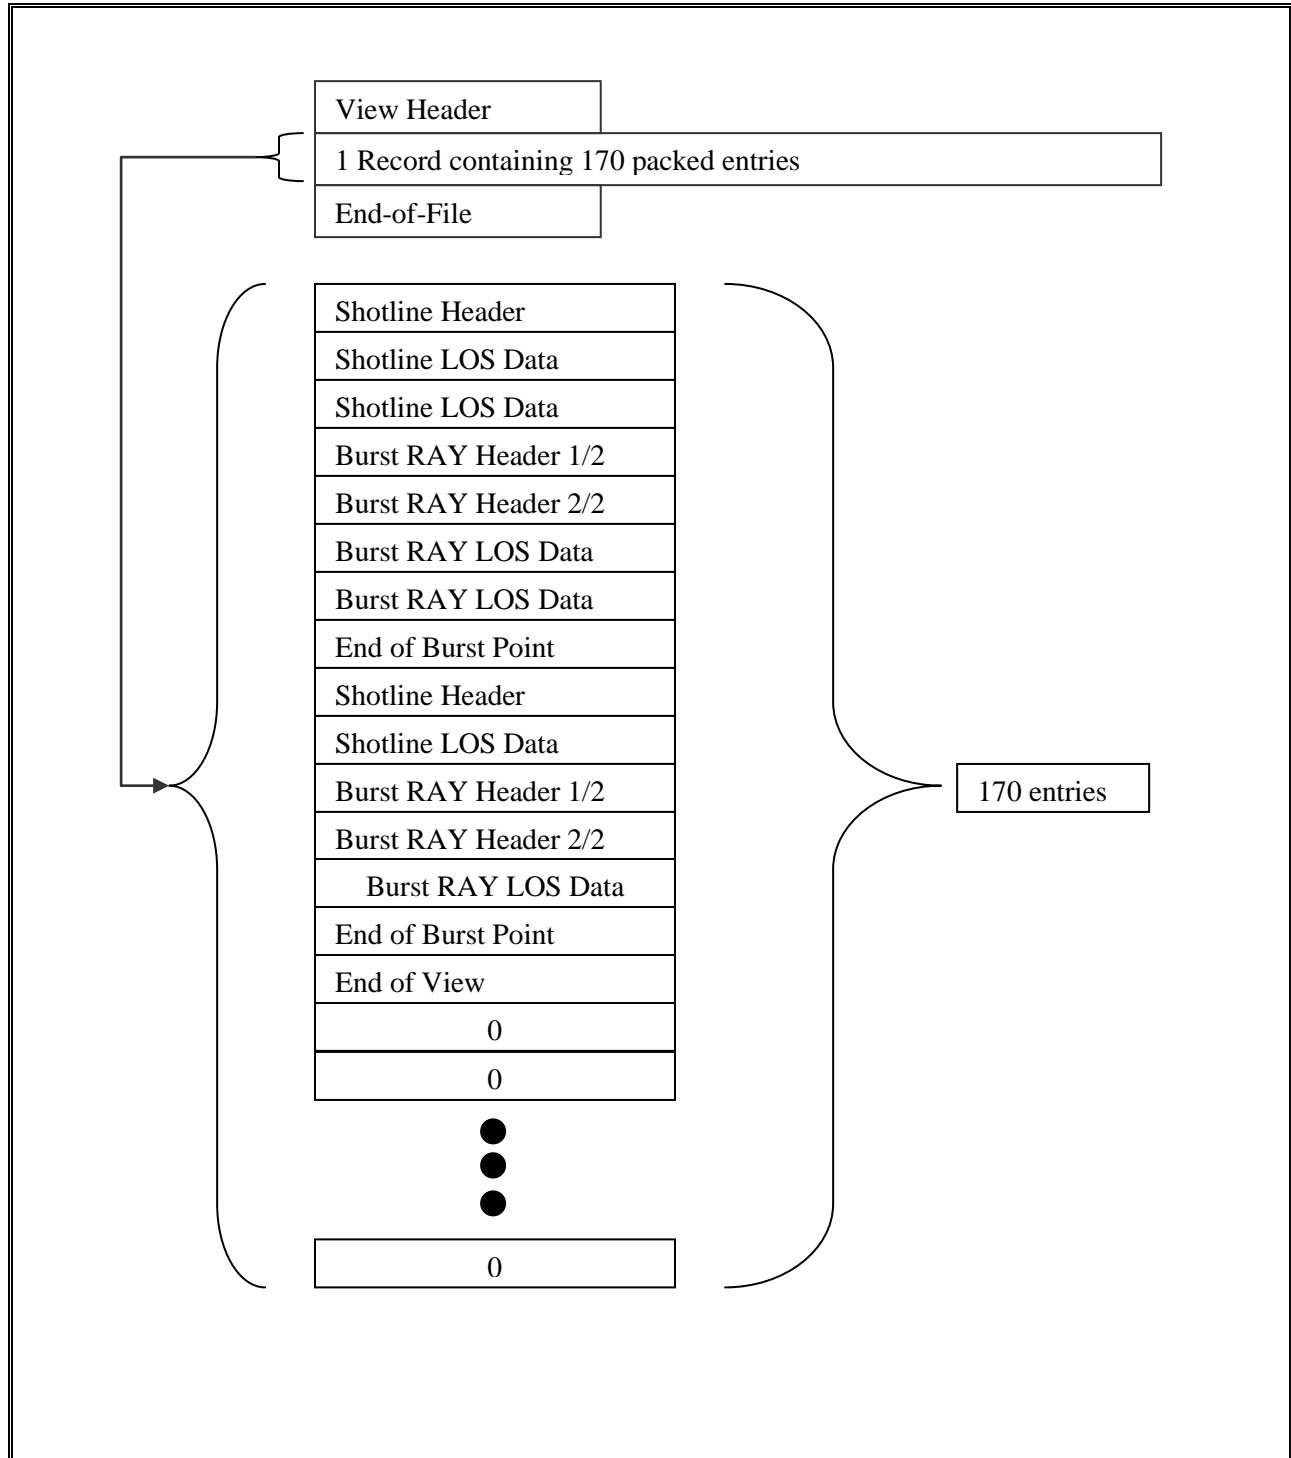 View Header
1 Record containing 170 packed entries
End-of-File
Shotline Header
Shotline LOS Data
Shotline LOS Data
Burst RAY Header 1/2
Burst RAY Header 2/2
Burst RAY LOS Data
Burst RAY LOS Data
End of Burst Point
Shotline Header
Shotline LOS Data
Burst RAY Header 1/2
170 entries
Burst RAY Header 2/2
Burst RAY LOS Data
End of Burst Point
End of View
0
0
0